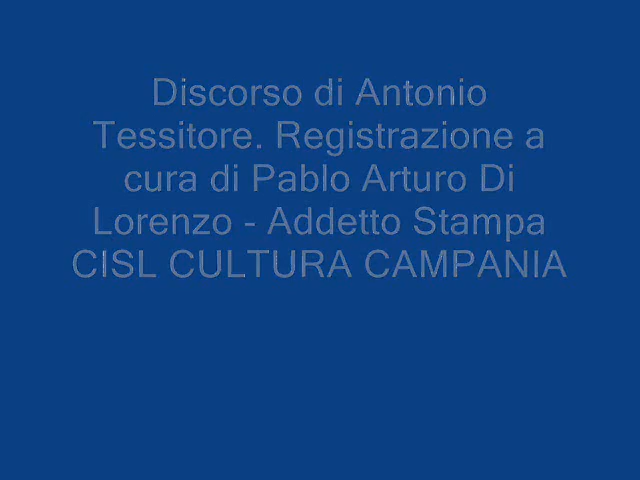 Discorso di Antonio
Tessitore. Registrazione a
cura di Pablo Arturo Di
Lorenzo - Addetto Stampa
CISL CULTURA CAMPANIA